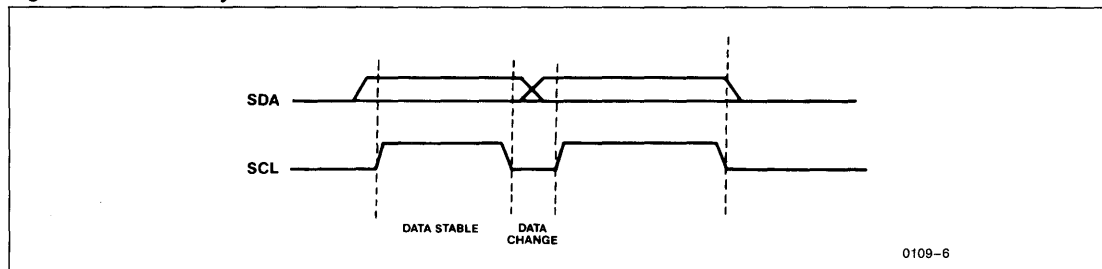 SDA
SCL
DATA STABLE
DATA
CHANGE
0109–6